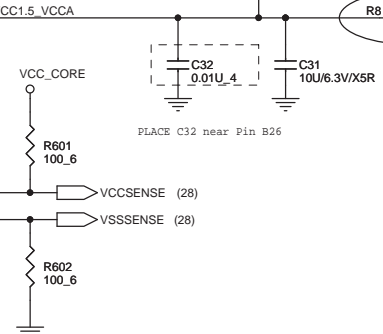 CC1.5_VCCA
R8
C32
0.01U_4
C31
10U/6.3V/X5R
VCC_CORE
PLACE C32 near Pin B26
R601
100_6
VCCSENSE (28)
VSSSENSE (28)
R602
100_6